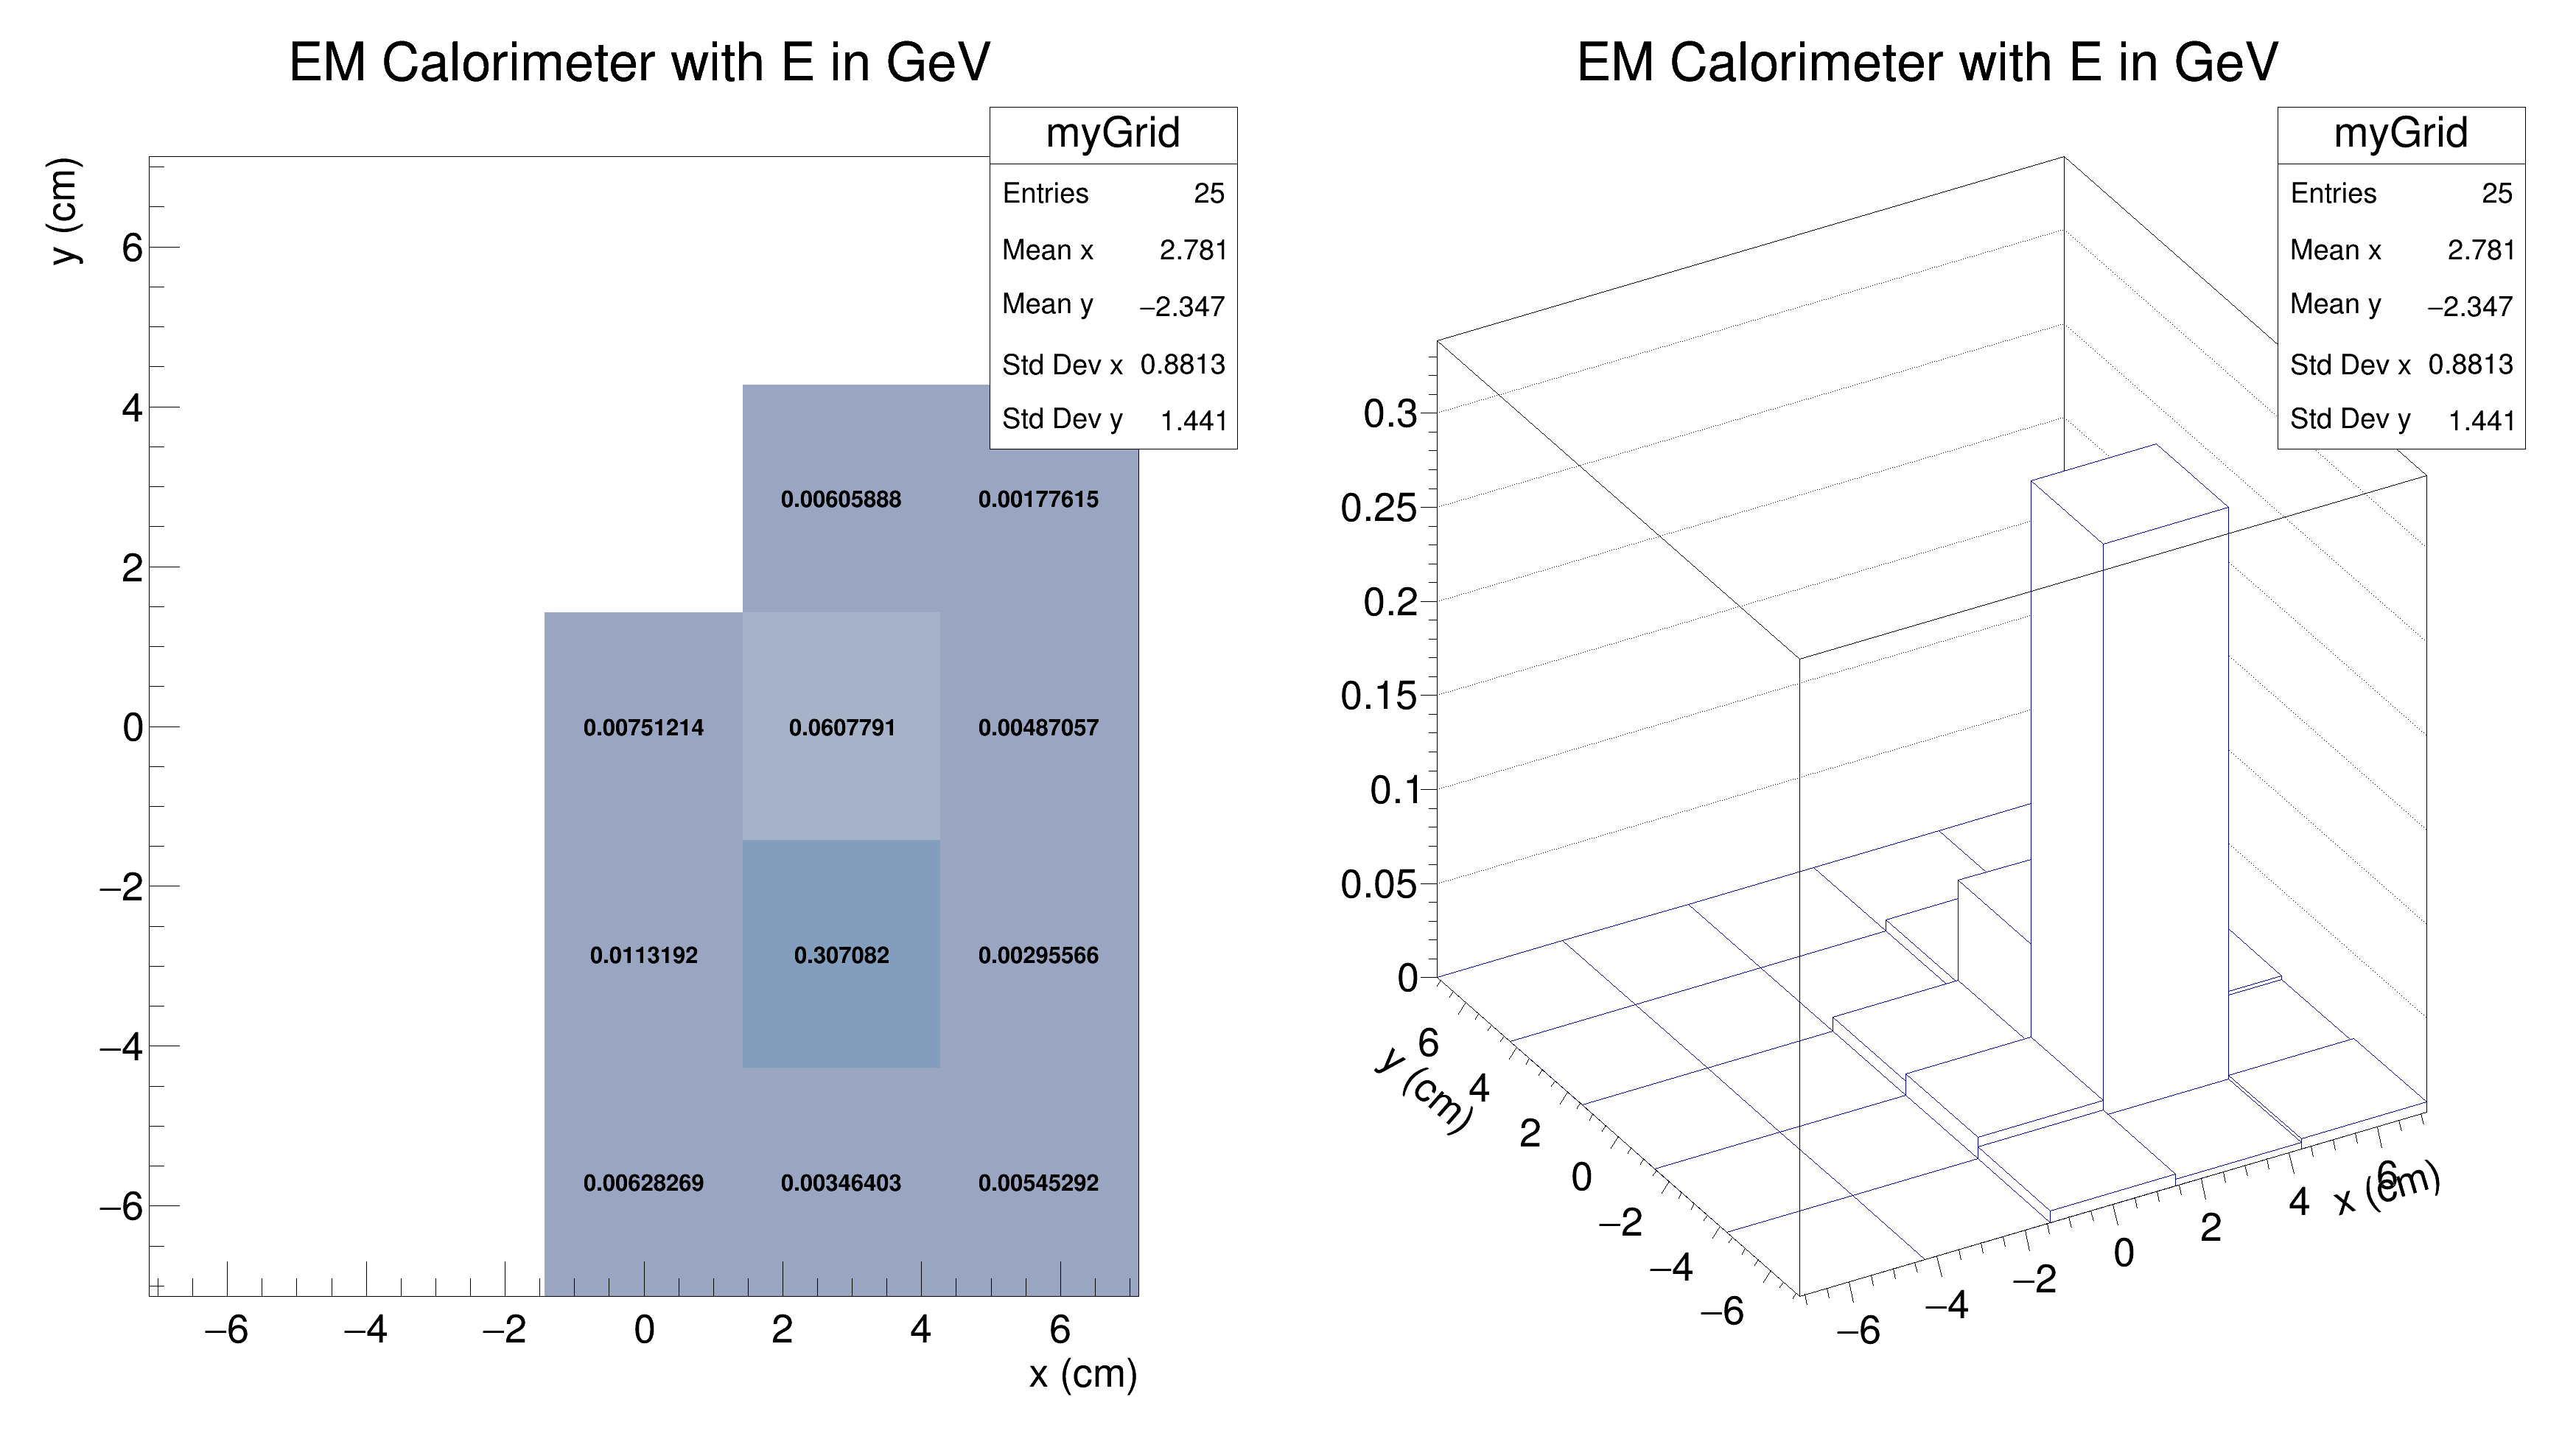 EM Calorimeter with E in GeV
myGrid
Entries 25
Mean x 2.781
Mean y −2.347
Std Dev x 0.8813
Std Dev y 1.441
y (cm)
6
4
2
0
−2
−4
−6
0.00605888 0.00177615
0.00751214 0.0607791 0.00487057
0.0113192 0.307082 0.00295566
0.00628269 0.00346403 0.00545292
−6 −4 −2 0 2 4 6
x (cm)
EM Calorimeter with E in GeV
myGrid
Entries 25
Mean x 2.781
Mean y −2.347
Std Dev x 0.8813
Std Dev y 1.441
0.3
0.25
0.2
0.15
0.1
0.05
0
6
4
2
0
−2
−4
−6
y (cm)
−6
−4
−2
0
2
4
6
x (cm)